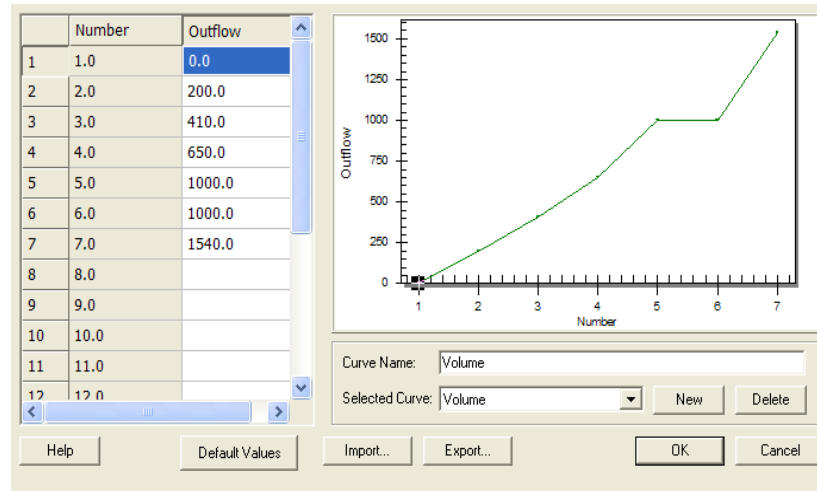 Number Outflow
1 1.0 0.0
2 2.0 200.0
3 3.0 410.0
4 4.0 650.0
5 5.0 1000.0
6 6.0 1000.0
7 7.0 1540.0
8 8.0
9 9.0
10 10.0
11 11.0
12 12.0
1500
1250
1000
750
500
250
0
Outflow
1 2 3 4 5 6 7
Number
Curve Name: Volume
Selected Curve: Volume New Delete
Help Default Values Import... Export... OK Cancel